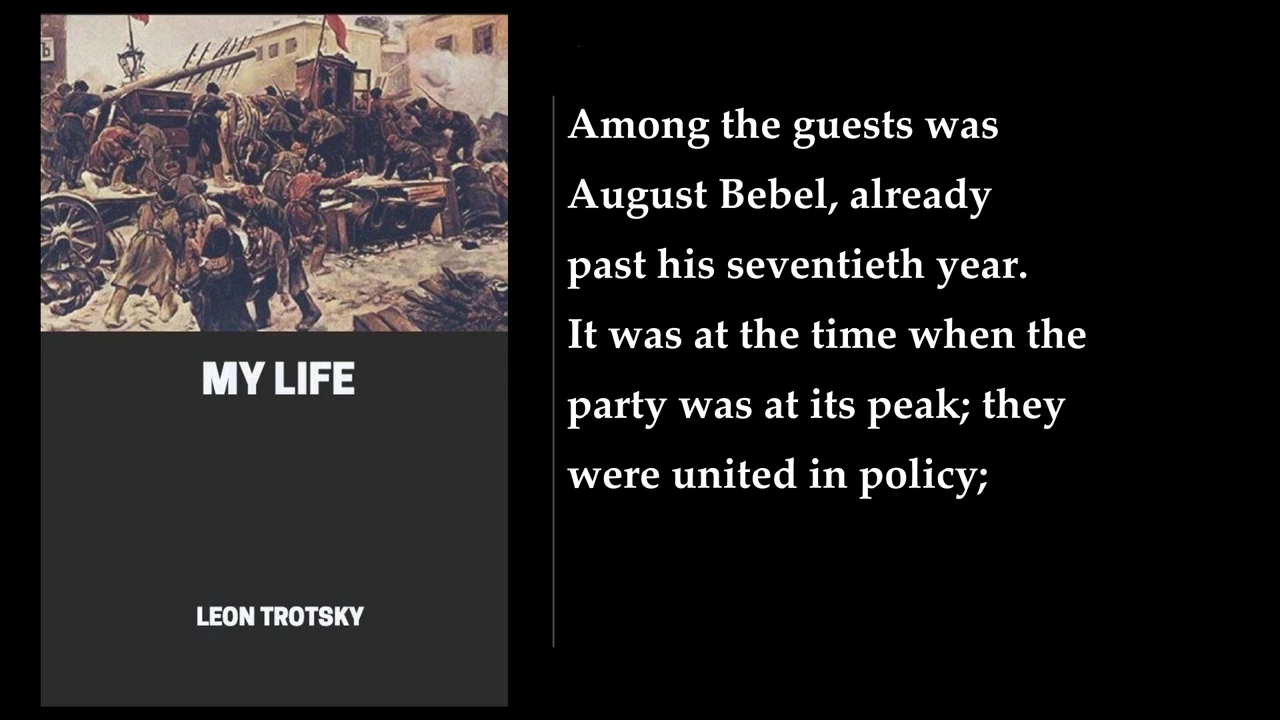 Ъ
MY LIFE
LEON TROTSKY
Among the guests was
August Bebel, already
past his seventieth year.
It was at the time when the
party was at its peak; they
were united in policy;